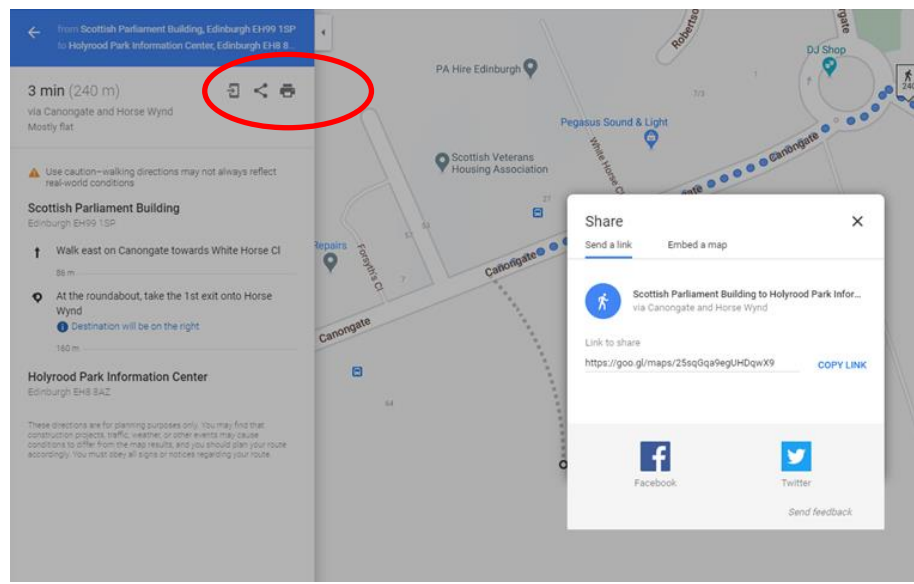 from Scottish Parliament Building, Edinburgh EH99 1SP
to Holyrood Park Information Center, Edinburgh EH8 8...
3 min (240 m)
via Canongate and Horse Wynd
Mostly flat
Use caution–walking directions may not always reflect
real-world conditions
Scottish Parliament Building
Edinburgh EH99 1SP
Walk east on Canongate towards White Horse Cl
86 m
At the roundabout, take the 1st exit onto Horse
Wynd
Destination will be on the right
160 m
Holyrood Park Information Center
Edinburgh EH8 8AZ
These directions are for planning purposes only. You may find that
construction projects, traffic, weather, or other events may cause
conditions to differ from the map results, and you should plan your route
accordingly. You must obey all signs or notices regarding your route.
PA Hire Edinburgh
Robertso
DJ Shop
7
7/3
240
Pegasus Sound & Light
Canongate
Scottish Veterans
Housing Association
White Horse Cl
27
53
Repairs
Forsyth's Cl
7
Canongate
Canongate
64
Share
Send a link
Embed a map
Scottish Parliament Building to Holyrood Park Infor...
via Canongate and Horse Wynd
Link to share
https://goo.gl/maps/25sqGqa9egUHDqwX9
COPY LINK
Facebook
Twitter
Send feedback